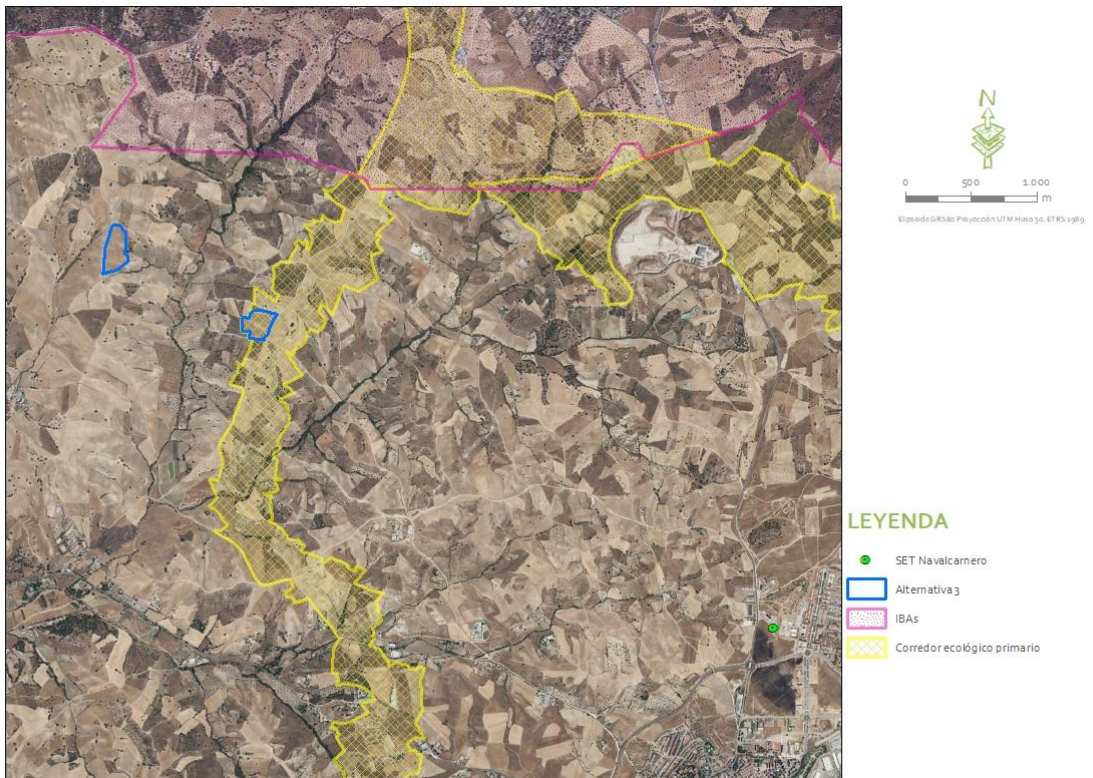 N
0 500 1.000
m
Elipsoide GRS80 Proyección UTM Huso 30. ETRS 1989.
LEYENDA
SET Navalcarnero
Alternativa 3
IBAs
Corredor ecológico primario